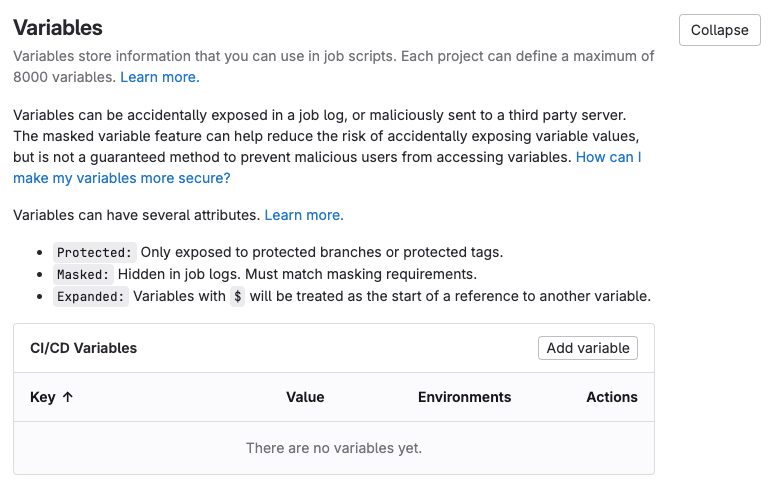 Variables
Collapse
Variables store information that you can use in job scripts. Each project can define a maximum of
8000 variables. Learn more.
Variables can be accidentally exposed in a job log, or maliciously sent to a third party server.
The masked variable feature can help reduce the risk of accidentally exposing variable values,
but is not a guaranteed method to prevent malicious users from accessing variables. How can I
make my variables more secure?
Variables can have several attributes. Learn more.
• Protected: Only exposed to protected branches or protected tags.
• Masked: Hidden in job logs. Must match masking requirements.
• Expanded: Variables with $ will be treated as the start of a reference to another variable.
CI/CD Variables Add variable
Key ↑ Value Environments Actions
There are no variables yet.